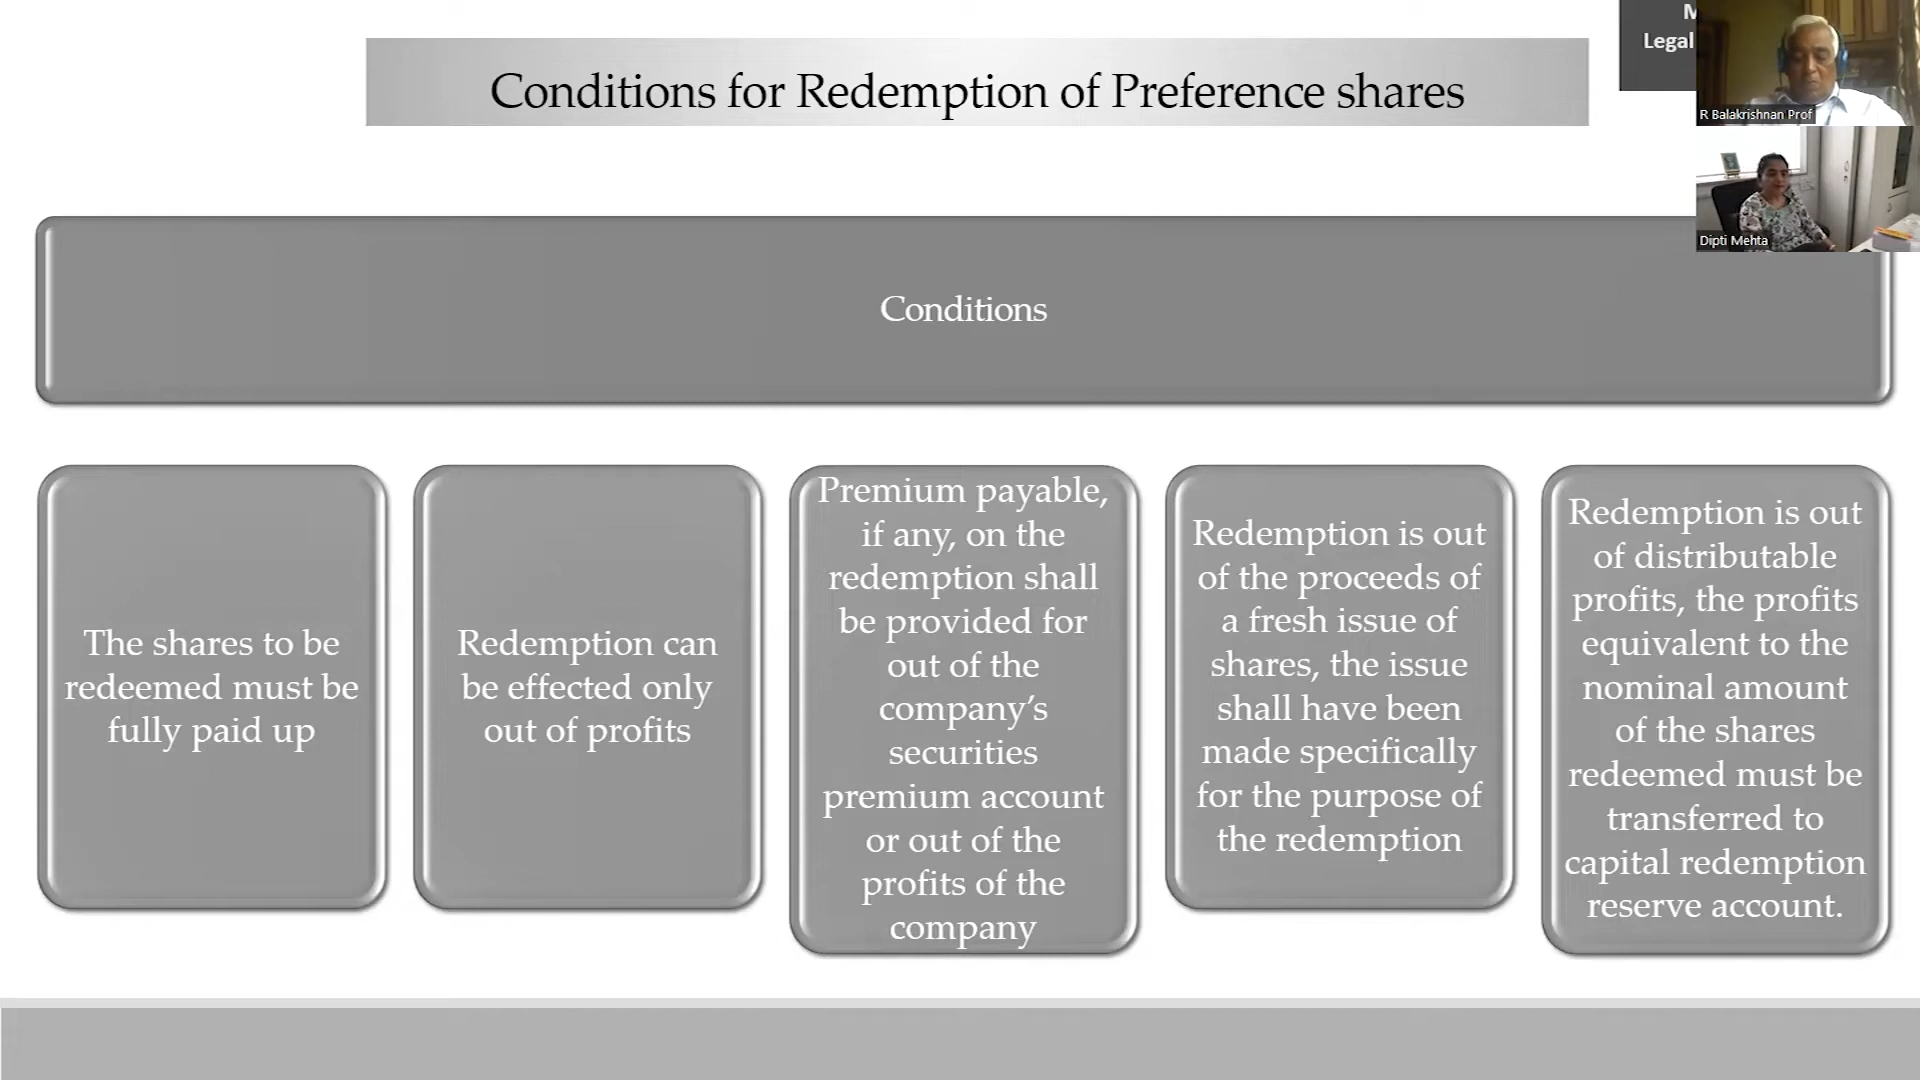 Conditions for Redemption of Preference shares
Legal
R Balakrishnan Prof
Dipti Mehta
Conditions
The shares to be
redeemed must be
fully paid up
Redemption can
be effected only
out of profits
Premium payable,
if any, on the
redemption shall
be provided for
out of the
company’s
securities
premium account
or out of the
profits of the
company
Redemption is out
of the proceeds of
a fresh issue of
shares, the issue
shall have been
made specifically
for the purpose of
the redemption
Redemption is out
of distributable
profits, the profits
equivalent to the
nominal amount
of the shares
redeemed must be
transferred to
capital redemption
reserve account.